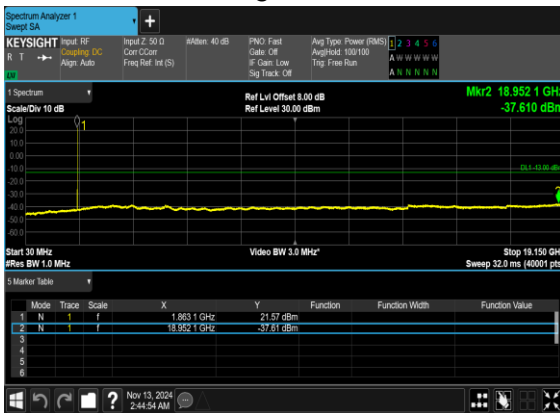 Spectrum Analyzer 1
Swept SA
KEYSIGHT
R T
LV
Input: RF
Coupling: DC
Align: Auto
Input Z: 50 Ω
Corr CCorr
Freq Ref: Int (S)
#Atten: 40 dB
PNO: Fast
Gate: Off
IF Gain: Low
Sig Track: Off
Avg Type: Power (RMS)
Avg|Hold: 100/100
Trig: Free Run
1 2 3 4 5 6
A W W W W W
A N N N N N
1 Spectrum
Scale/Div 10 dB
Ref Lvl Offset 8.00 dB
Ref Level 30.00 dBm
Mkr2 18.952 1 GHz
-37.610 dBm
Log
20.0
10.0
0.00
-10.0
-20.0
-30.0
-40.0
-50.0
-60.0
1
DL1 -13.00 dBm
Start 30 MHz
#Res BW 1.0 MHz
Video BW 3.0 MHz*
Stop 19.150 GHz
Sweep 32.0 ms (40001 pts)
5 Marker Table
Mode Trace Scale X Y Function Function Width Function Value
1 N 1 f 1.863 1 GHz 21.57 dBm
2 N 1 f 18.952 1 GHz -37.61 dBm
3
4
5
6
?
Nov 13, 2024
2:44:54 AM